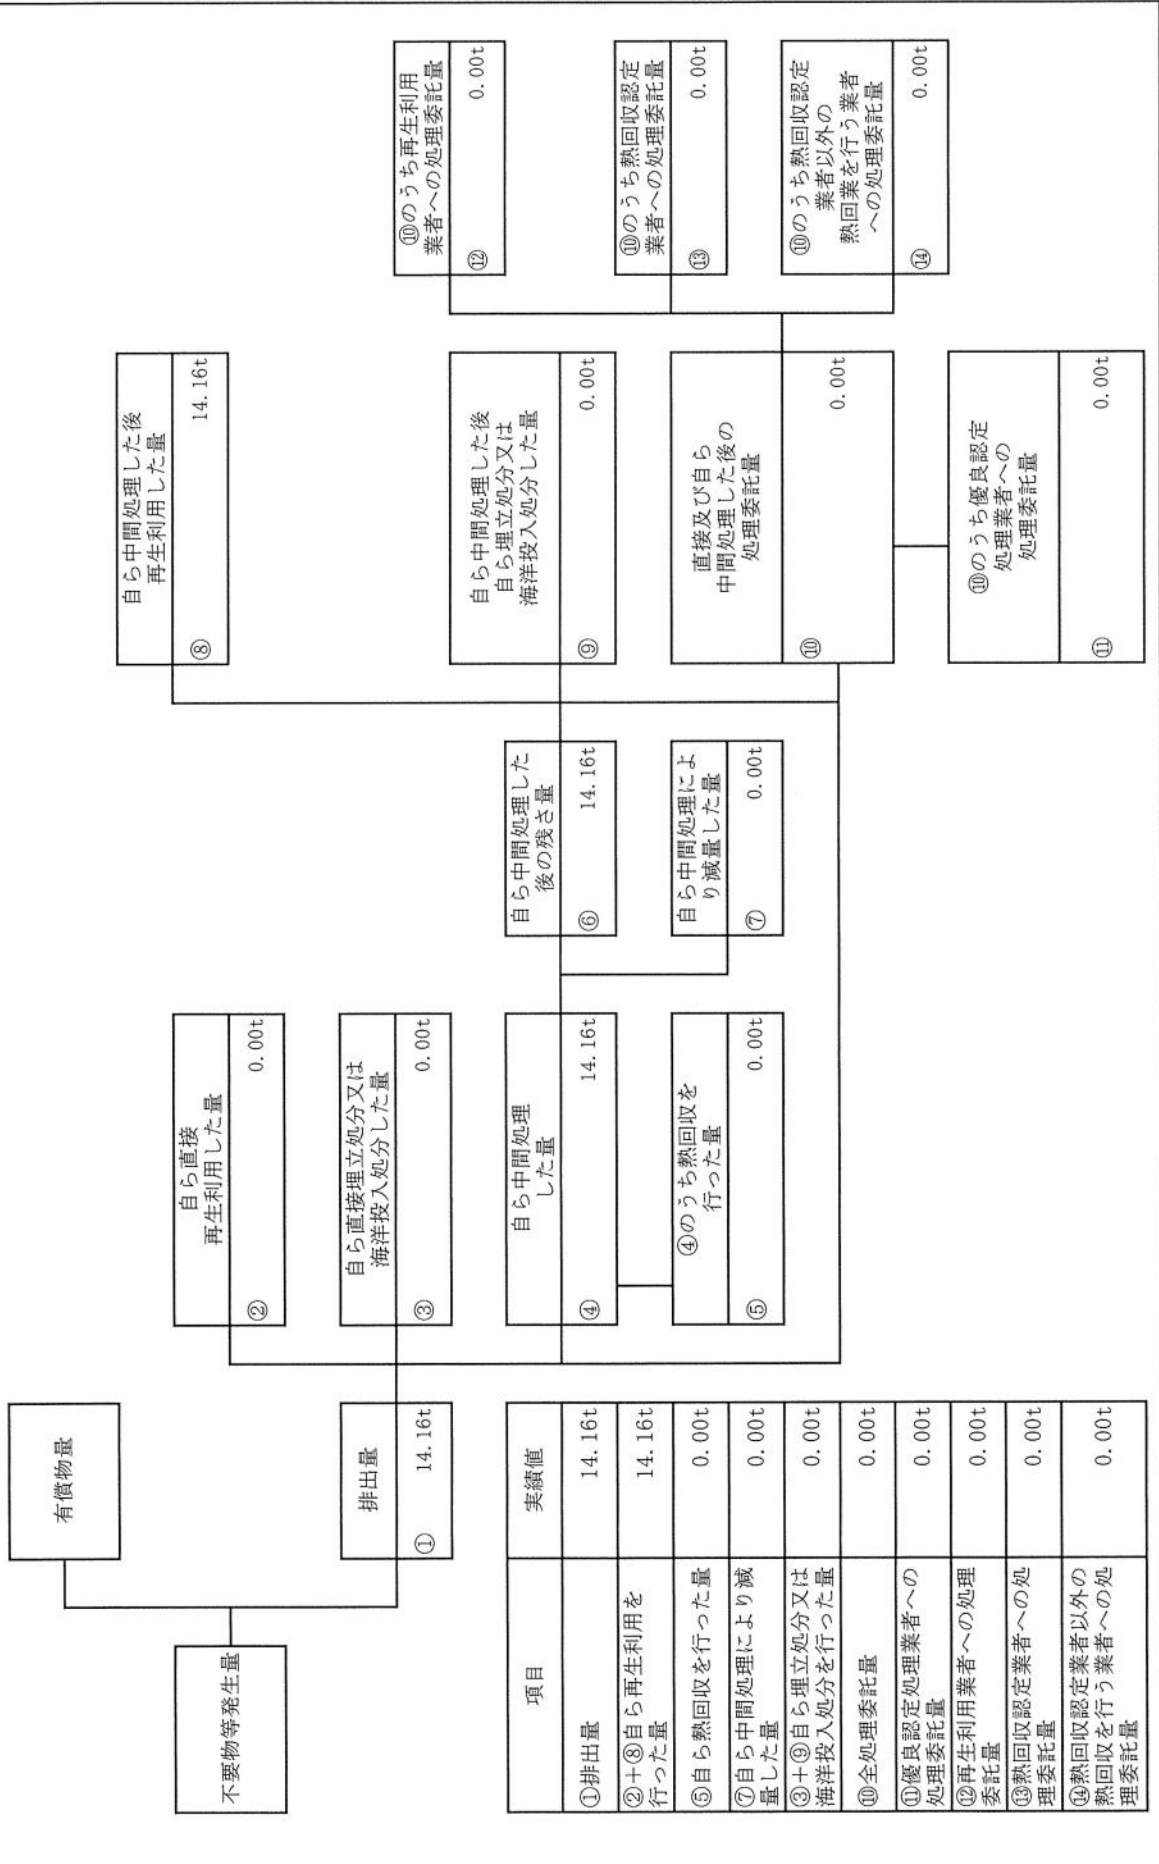 不要物等発生量
有償物量
排出量
① 14.16t
自ら直接
再生利用した量
② 0.00t
自ら直接埋立処分又は
海洋投入処分した量
③ 0.00t
自ら中間処理
した量
④ 14.16t
④のうち熱回収を
行った量
⑤ 0.00t
自ら中間処理した
後の残さ量
⑥ 14.16t
自ら中間処理によ
り減量した量
⑦ 0.00t
自ら中間処理した後
再生利用した量
⑧ 14.16t
自ら中間処理した後
自ら埋立処分又は
海洋投入処分した量
⑨ 0.00t
直接及び自ら
中間処理した後の
処理委託量
⑩ 0.00t
⑩のうち優良認定
処理業者への
処理委託量
⑪ 0.00t
⑩のうち再生利用
業者への処理委託量
⑫ 0.00t
⑩のうち熱回収認定
業者への処理委託量
⑬ 0.00t
⑩のうち熱回収認定
業者以外の
熱回業を行う業者
への処理委託量
⑭ 0.00t
項目 実績値
①排出量 14.16t
②+⑧自ら再生利用を
行った量 14.16t
⑤自ら熱回収を行った量 0.00t
⑦自ら中間処理により減
量した量 0.00t
③+⑨自ら埋立処分又は
海洋投入処分を行った量 0.00t
⑩全処理委託量 0.00t
⑪優良認定処理業者への
処理委託量 0.00t
⑫再生利用業者への処理
委託量 0.00t
⑬熱回収認定業者への処
理委託量 0.00t
⑭熱回収認定業者以外の
熱回収を行う業者への処
理委託量 0.00t